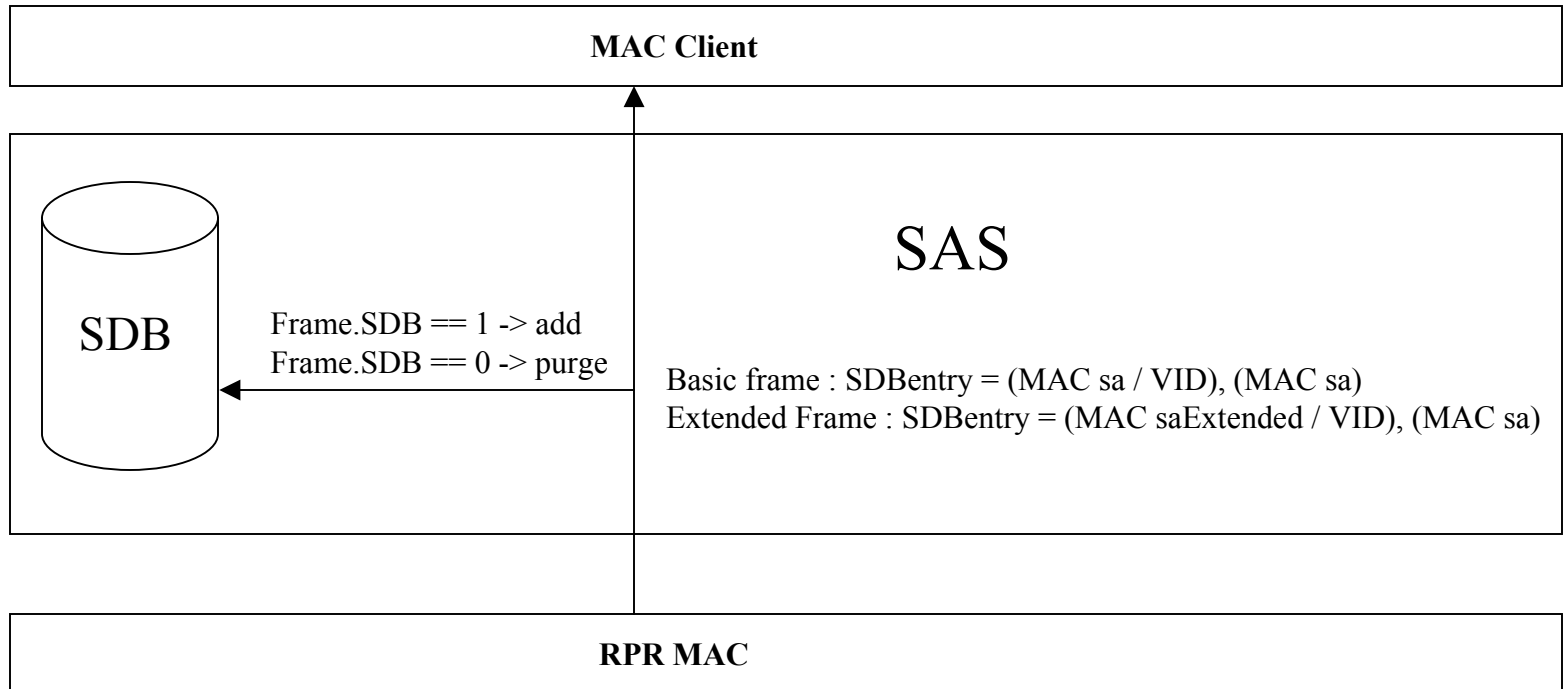 MAC Client
SAS
SDB
Frame.SDB == 1 -> add
Frame.SDB == 0 -> purge
Basic frame : SDBentry = (MAC sa / VID), (MAC sa)
Extended Frame : SDBentry = (MAC saExtended / VID), (MAC sa)
RPR MAC